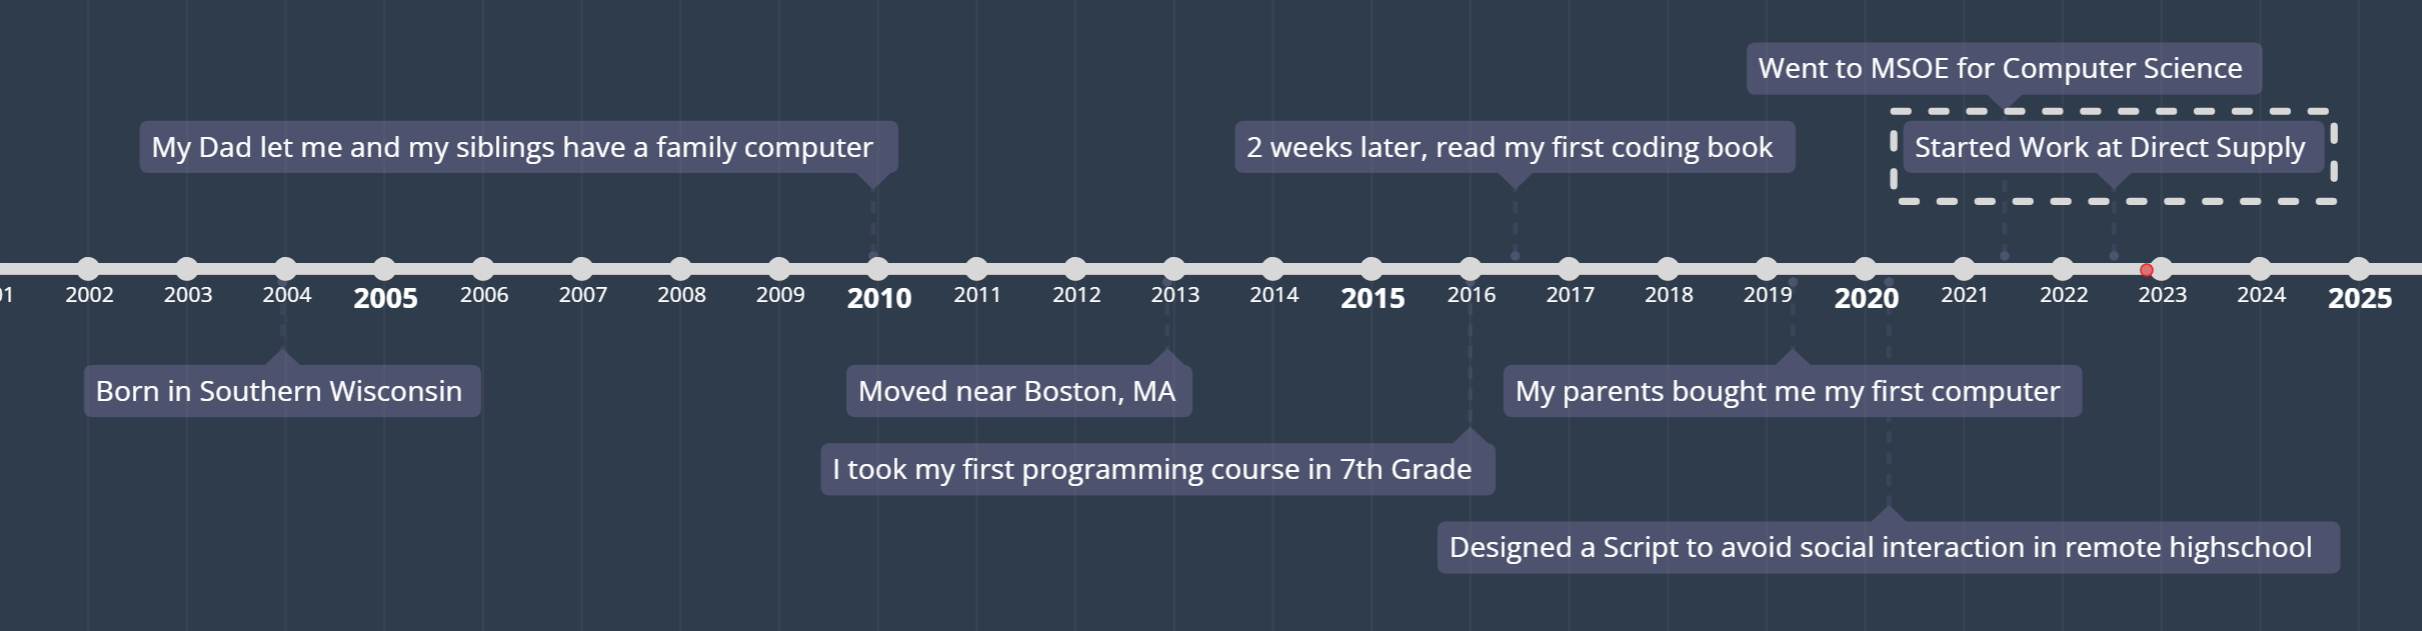 Went to MSOE for Computer Science
My Dad let me and my siblings have a family computer
2 weeks later, read my first coding book
Started Work at Direct Supply
01 2002 2003 2004 2005 2006 2007 2008 2009 2010 2011 2012 2013 2014 2015 2016 2017 2018 2019 2020 2021 2022 2023 2024 2025
Born in Southern Wisconsin
Moved near Boston, MA
My parents bought me my first computer
I took my first programming course in 7th Grade
Designed a Script to avoid social interaction in remote highschool